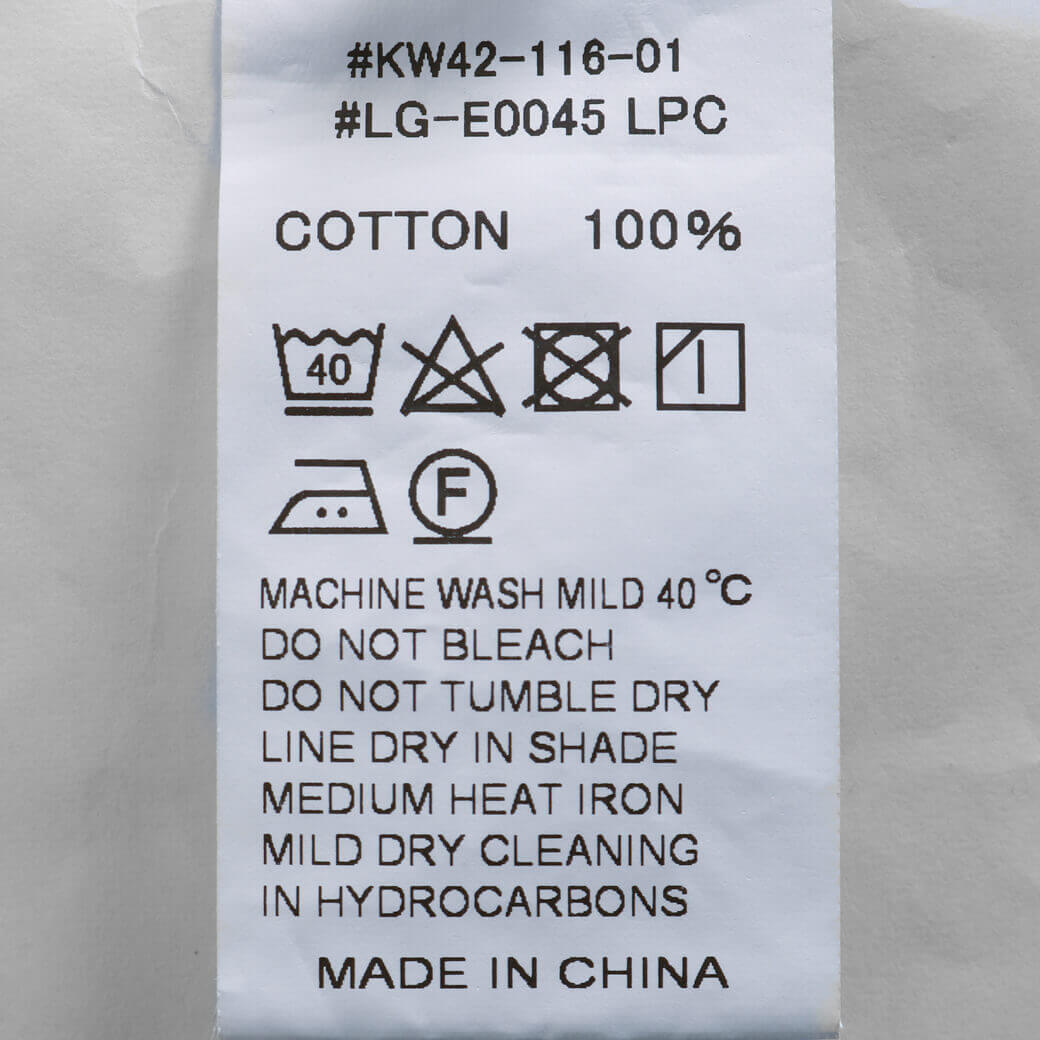 #KW42-116-01
#LG-E0045 LPC
COTTON 100%
40
F
MACHINE WASH MILD 40 °C
DO NOT BLEACH
DO NOT TUMBLE DRY
LINE DRY IN SHADE
MEDIUM HEAT IRON
MILD DRY CLEANING
IN HYDROCARBONS
MADE IN CHINA